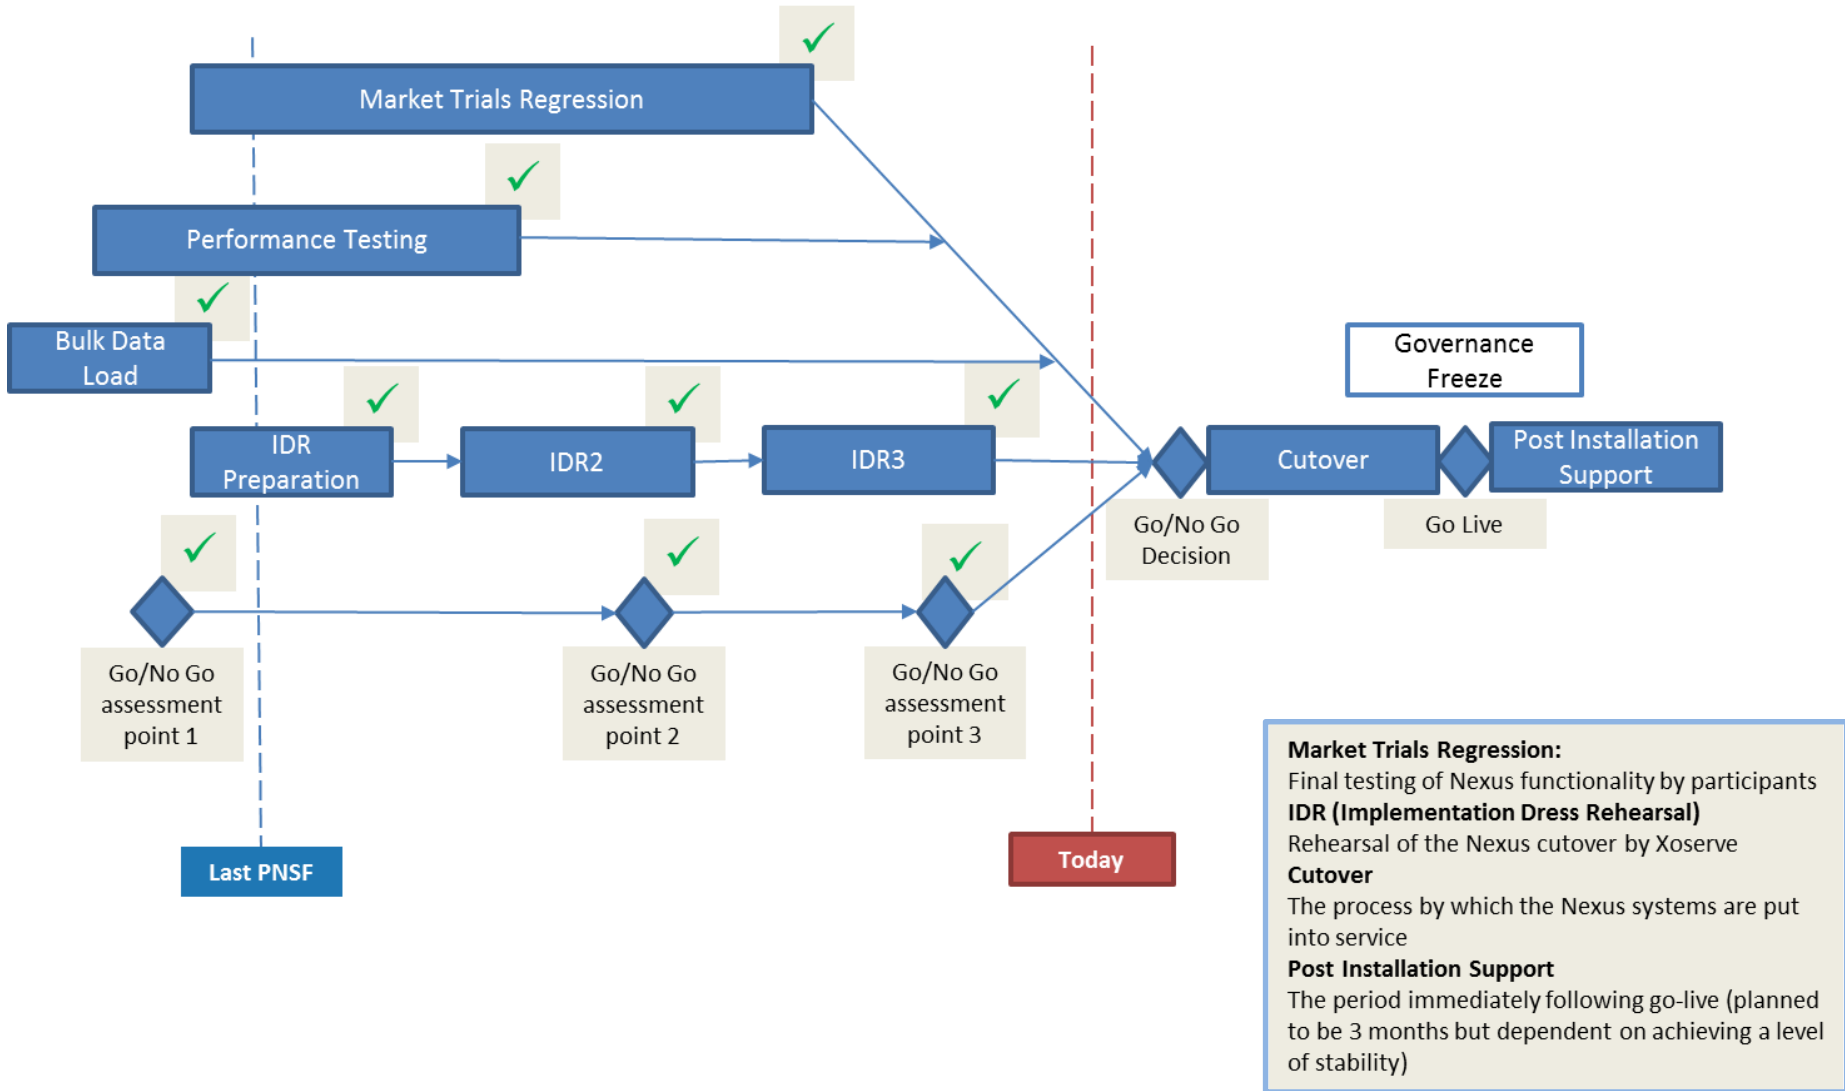 Market Trials Regression
Performance Testing
Bulk Data
Load
Governance
Freeze
IDR
Preparation
IDR2
IDR3
Cutover
Post Installation
Support
Go/No Go
Decision
Go Live
Go/No Go
assessment
point 1
Go/No Go
assessment
point 2
Go/No Go
assessment
point 3
Last PNSF
Today
Market Trials Regression:
Final testing of Nexus functionality by participants
IDR (Implementation Dress Rehearsal)
Rehearsal of the Nexus cutover by Xoserve
Cutover
The process by which the Nexus systems are put
into service
Post Installation Support
The period immediately following go-live (planned
to be 3 months but dependent on achieving a level
of stability)